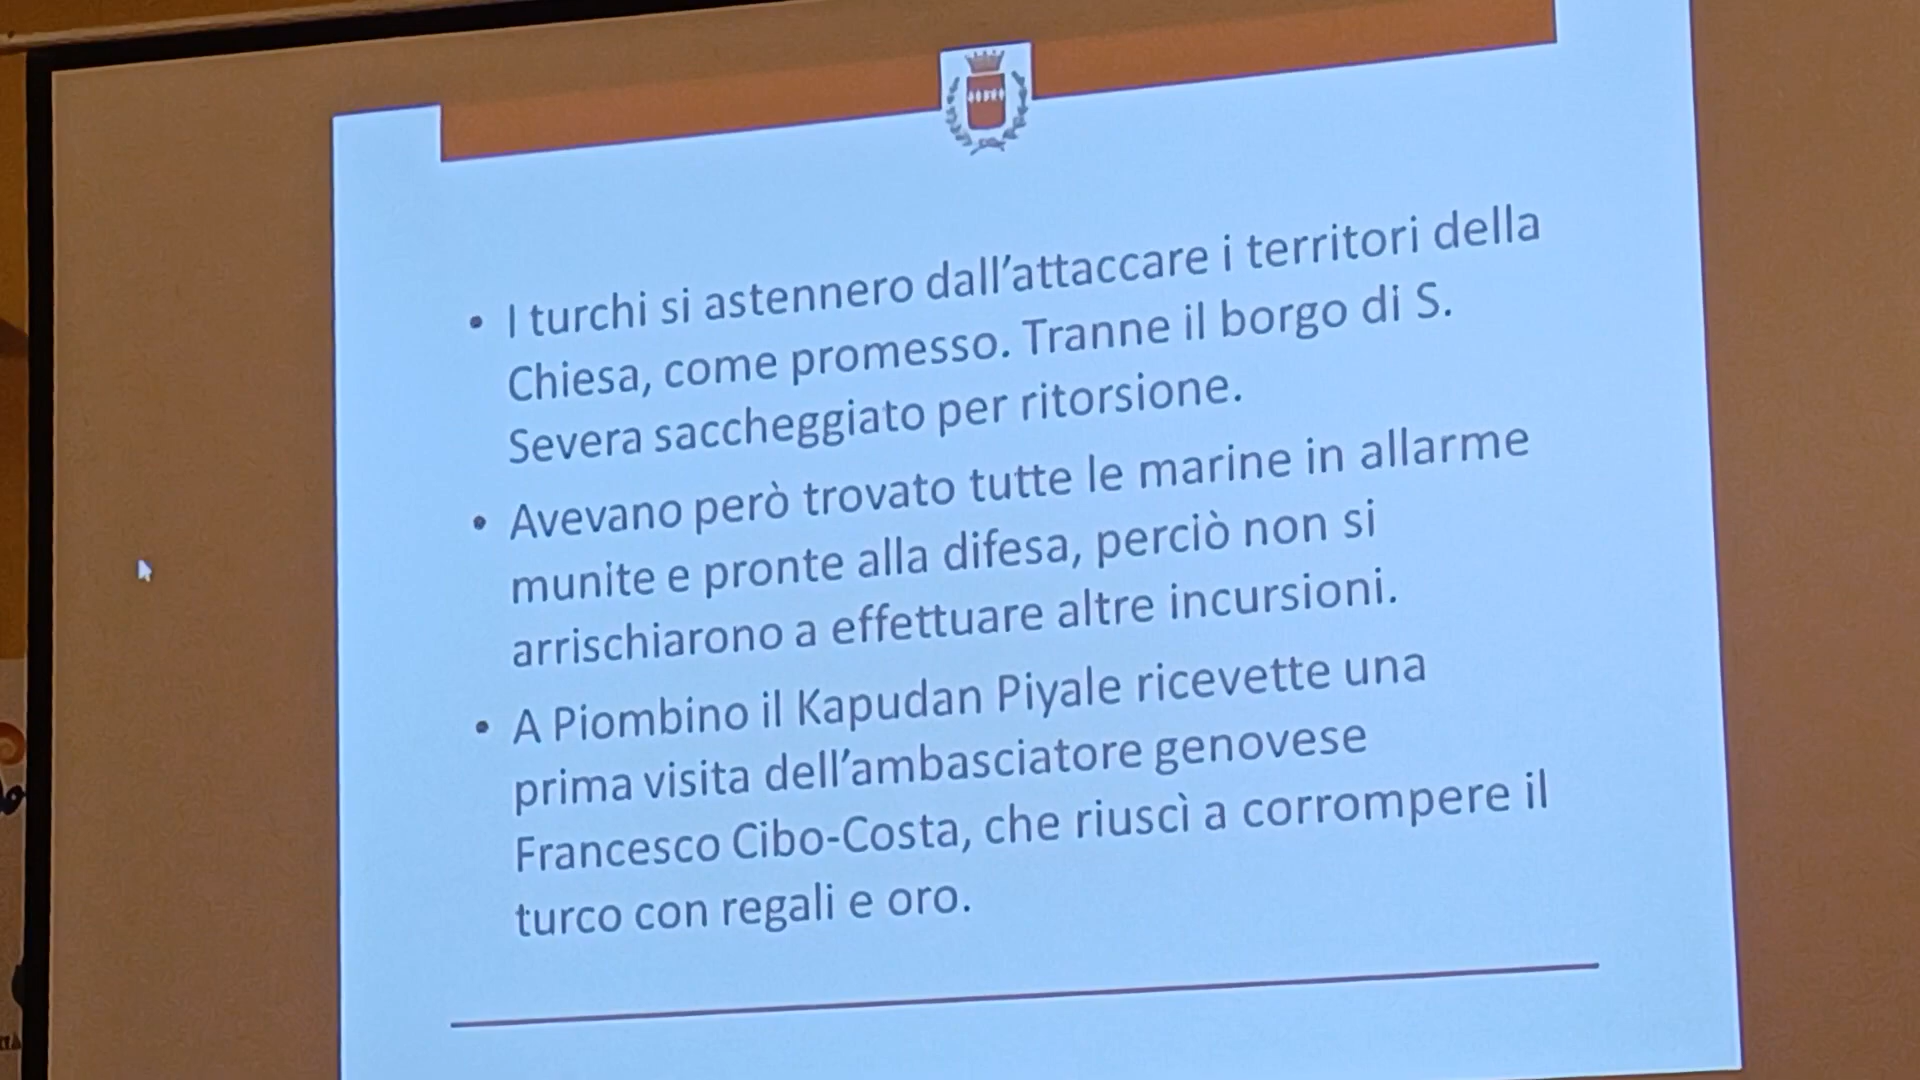 • I turchi si astennero dall’attaccare i territori della
Chiesa, come promesso. Tranne il borgo di S.
Severa saccheggiato per ritorsione.
• Avevano però trovato tutte le marine in allarme
munite e pronte alla difesa, perciò non si
arrischiarono a effettuare altre incursioni.
• A Piombino il Kapudan Piyale ricevette una
prima visita dell’ambasciatore genovese
Francesco Cibo-Costa, che riuscì a corrompere il
turco con regali e oro.